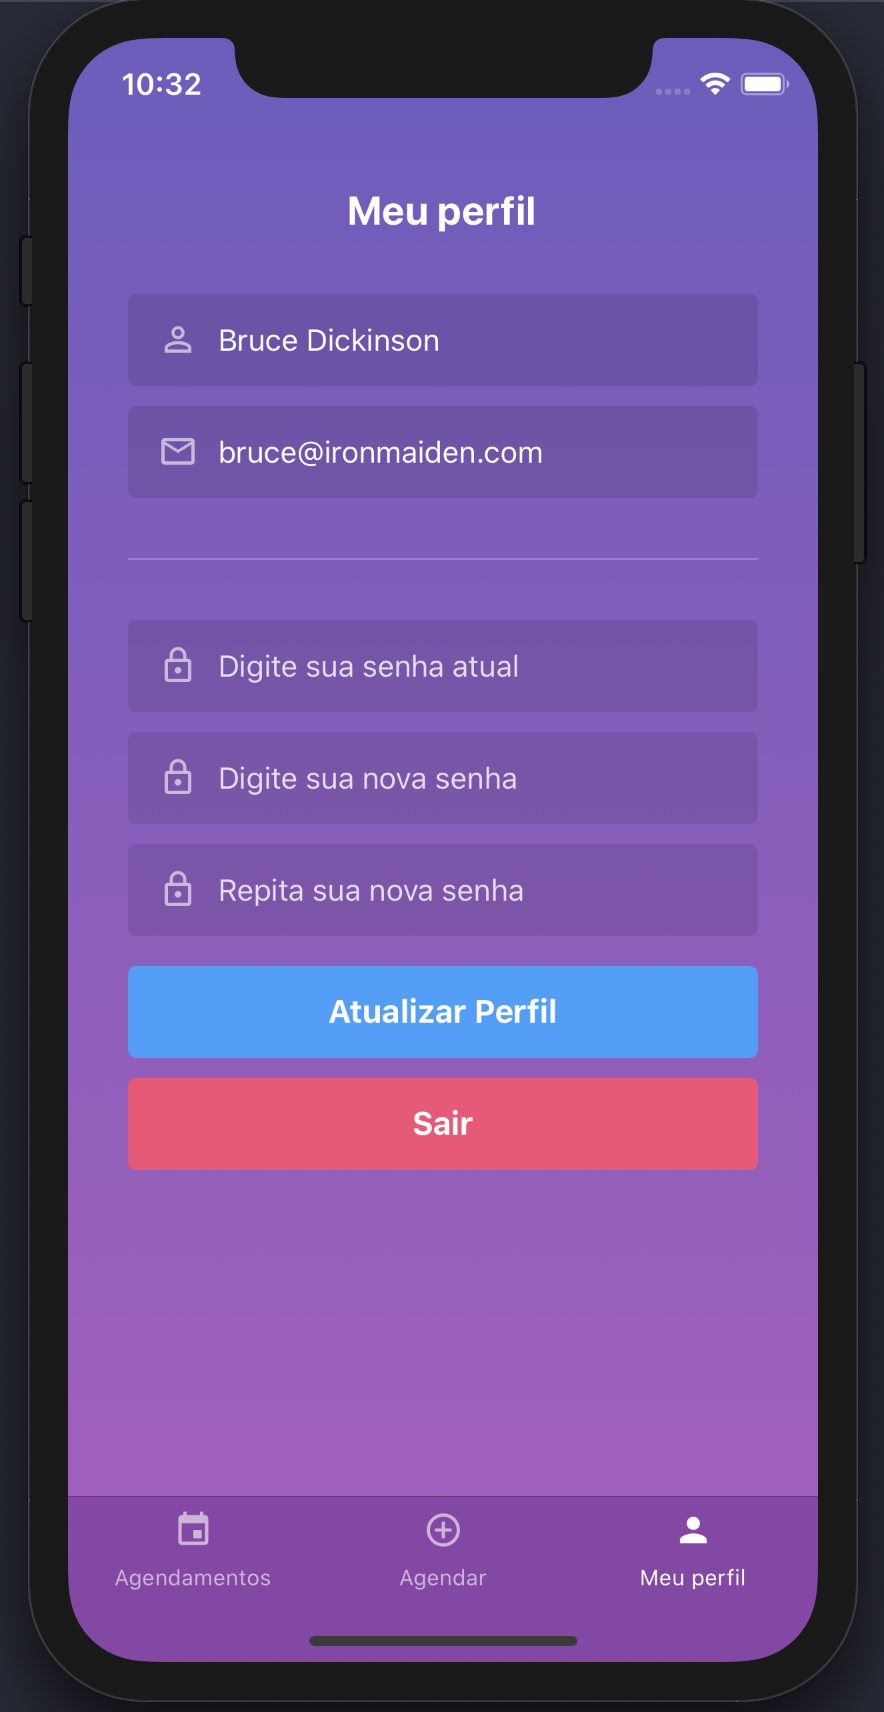 10:32
Meu perfil
Bruce Dickinson
bruce@ironmaiden.com
Digite sua senha atual
Digite sua nova senha
Repita sua nova senha
Atualizar Perfil
Sair
Agendamentos
Agendar
Meu perfil